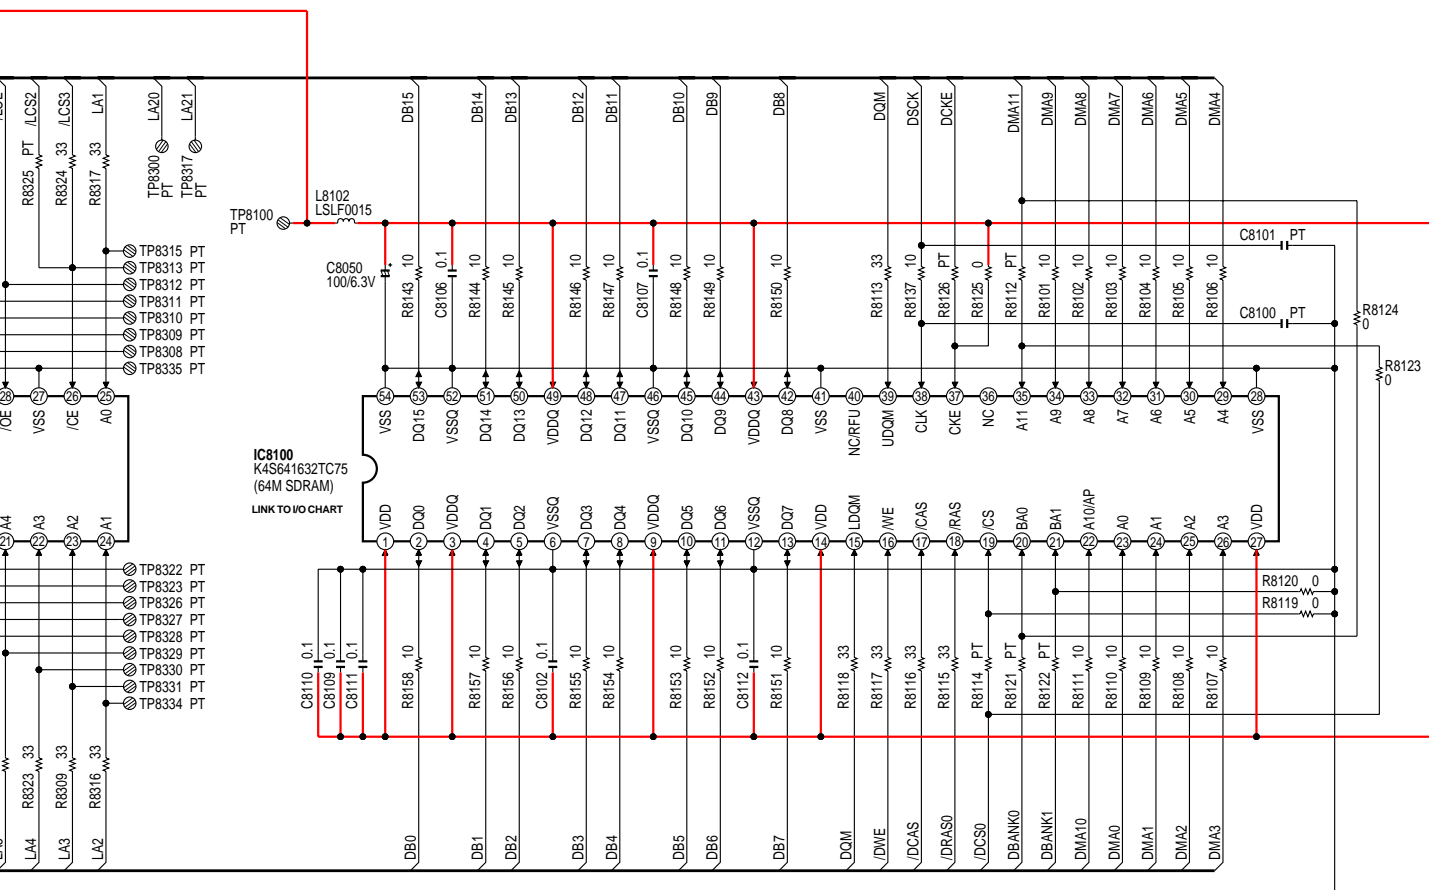 /LCS2
/LCS3
LA1
LA20
LA21
DB15
DB14
DB13
DB12
DB11
DB10
DB9
DB8
DQM
DSCK
DCKE
DMA11
DMA9
DMA8
DMA7
DMA6
DMA5
DMA4
R8325 PT
R8324 33
R8317 33
TP8300
PT
TP8317
PT
TP8100
PT
L8102
LSLF0015
TP8315 PT
TP8313 PT
TP8312 PT
TP8311 PT
TP8310 PT
TP8309 PT
TP8308 PT
TP8335 PT
C8050
100/6.3V
+
R8143 10
C8106 0.1
R8144 10
R8145 10
R8146 10
R8147 10
C8107 0.1
R8148 10
R8149 10
R8150 10
R8113 33
R8137 10
R8126 PT
R8125 0
R8112 PT
R8101 10
R8102 10
R8103 10
R8104 10
R8105 10
R8106 10
C8101 PT
C8100 PT
R8124
0
R8123
0
28 27 26 25
/OE VSS /CE A0
54 53 52 51 50 49 48 47 46 45 44 43 42 41 40 39 38 37 36 35 34 33 32 31 30 29 28
VSS DQ15 VSSQ DQ14 DQ13 VDDQ DQ12 DQ11 VSSQ DQ10 DQ9 VDDQ DQ8 VSS NC/RFU UDQM CLK CKE NC A11 A9 A8 A7 A6 A5 A4 VSS
IC8100
K4S641632TC75
(64M SDRAM)
LINK TO I/O CHART
A4 A3 A2 A1
21 22 23 24
VDD DQ0 VDDQ DQ1 DQ2 VSSQ DQ3 DQ4 VDDQ DQ5 DQ6 VSSQ DQ7 VDD LDQM /WE /CAS /RAS /CS BA0 BA1 A10/AP A0 A1 A2 A3 VDD
1 2 3 4 5 6 7 8 9 10 11 12 13 14 15 16 17 18 19 20 21 22 23 24 25 26 27
TP8322 PT
TP8323 PT
TP8326 PT
TP8327 PT
TP8328 PT
TP8329 PT
TP8330 PT
TP8331 PT
TP8334 PT
R8120 0
R8119 0
C8110 0.1
C8109 0.1
C8111 0.1
R8158 10
R8157 10
R8156 10
C8102 0.1
R8155 10
R8154 10
R8153 10
R8152 10
C8112 0.1
R8151 10
R8118 33
R8117 33
R8116 33
R8115 33
R8114 PT
R8121 PT
R8122 PT
R8111 10
R8110 10
R8109 10
R8108 10
R8107 10
R8323 33
R8309 33
R8316 33
LA4
LA3
LA2
DB0
DB1
DB2
DB3
DB4
DB5
DB6
DB7
DQM
/DWE
/DCAS
/DRAS0
/DCS0
DBANK0
DBANK1
DMA10
DMA0
DMA1
DMA2
DMA3